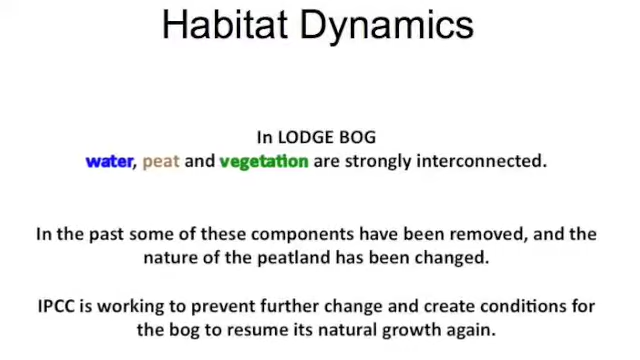 Habitat Dynamics
In LODGE BOG
water, peat and vegetation are strongly interconnected.
In the past some of these components have been removed, and the
nature of the peatland has been changed.
IPCC is working to prevent further change and create conditions for
the bog to resume its natural growth again.